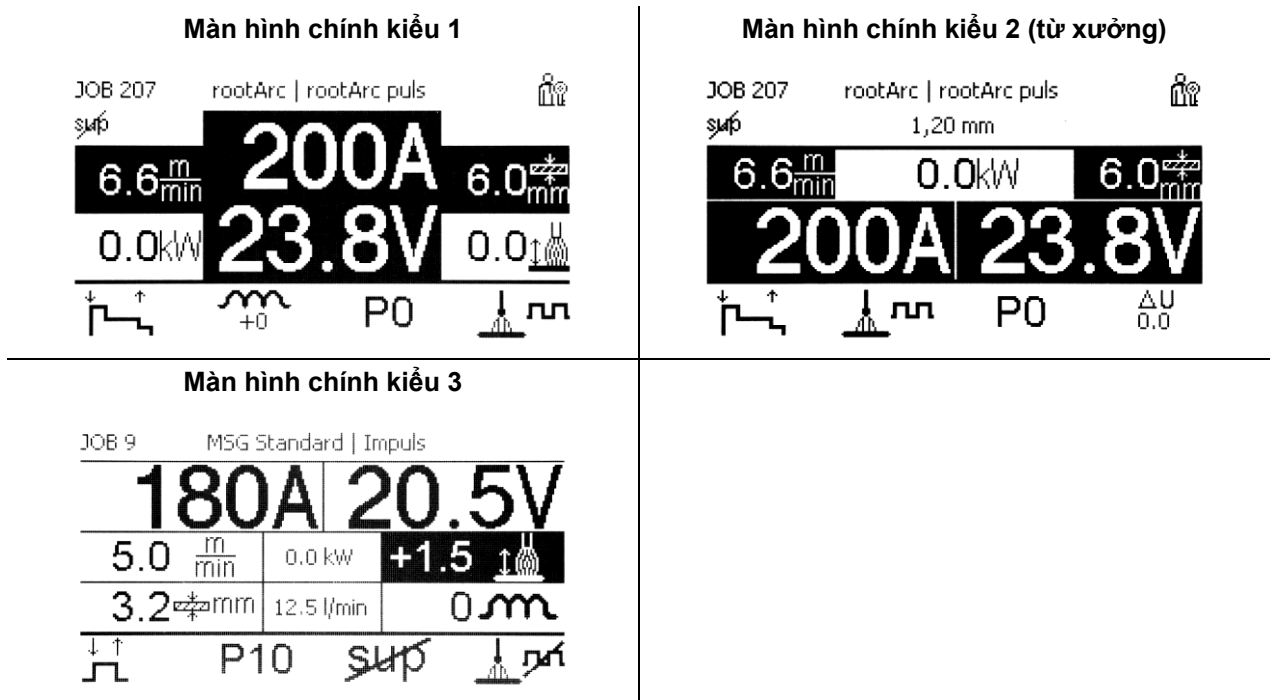 Màn hình chính kiểu 1
JOB 207 rootArc | rootArc puls
sup
200A
6.6 m/min
6.0 mm
23.8V
0.0kW
0.0
+0
P0
Màn hình chính kiểu 2 (từ xưởng)
JOB 207 rootArc | rootArc puls
sup 1,20 mm
6.6 m/min 0.0kW 6.0 mm
200A 23.8V
P0 ΔU
0.0
Màn hình chính kiểu 3
JOB 9 MSG Standard | Impuls
180A 20.5V
5.0 m/min 0.0 kW +1.5
3.2 mm 12.5 l/min 0
P10 sup